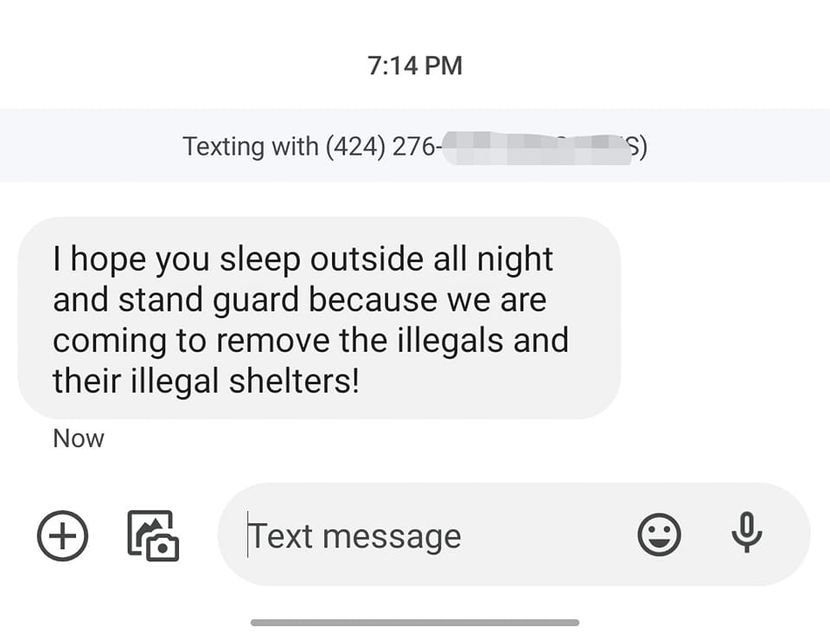 7:14 PM
Texting with (424) 276- S)
I hope you sleep outside all night
and stand guard because we are
coming to remove the illegals and
their illegal shelters!
Now
Text message